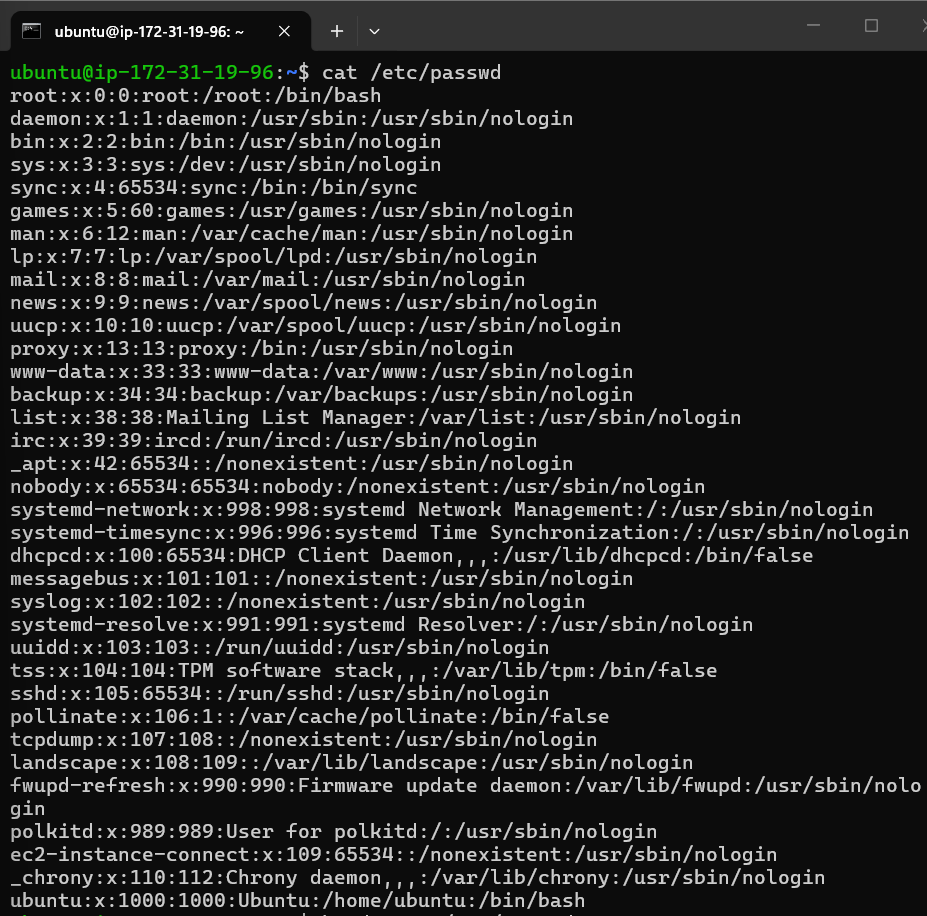 ubuntu@ip-172-31-19-96: ~
ubuntu@ip-172-31-19-96:~$ cat /etc/passwd
root:x:0:0:root:/root:/bin/bash
daemon:x:1:1:daemon:/usr/sbin:/usr/sbin/nologin
bin:x:2:2:bin:/bin:/usr/sbin/nologin
sys:x:3:3:sys:/dev:/usr/sbin/nologin
sync:x:4:65534:sync:/bin:/bin/sync
games:x:5:60:games:/usr/games:/usr/sbin/nologin
man:x:6:12:man:/var/cache/man:/usr/sbin/nologin
lp:x:7:7:lp:/var/spool/lpd:/usr/sbin/nologin
mail:x:8:8:mail:/var/mail:/usr/sbin/nologin
news:x:9:9:news:/var/spool/news:/usr/sbin/nologin
uucp:x:10:10:uucp:/var/spool/uucp:/usr/sbin/nologin
proxy:x:13:13:proxy:/bin:/usr/sbin/nologin
www-data:x:33:33:www-data:/var/www:/usr/sbin/nologin
backup:x:34:34:backup:/var/backups:/usr/sbin/nologin
list:x:38:38:Mailing List Manager:/var/list:/usr/sbin/nologin
irc:x:39:39:ircd:/run/ircd:/usr/sbin/nologin
_apt:x:42:65534::/nonexistent:/usr/sbin/nologin
nobody:x:65534:65534:nobody:/nonexistent:/usr/sbin/nologin
systemd-network:x:998:998:systemd Network Management:/:/usr/sbin/nologin
systemd-timesync:x:996:996:systemd Time Synchronization:/:/usr/sbin/nologin
dhcpcd:x:100:65534:DHCP Client Daemon,,,:/usr/lib/dhcpcd:/bin/false
messagebus:x:101:101::/nonexistent:/usr/sbin/nologin
syslog:x:102:102::/nonexistent:/usr/sbin/nologin
systemd-resolve:x:991:991:systemd Resolver:/:/usr/sbin/nologin
uuidd:x:103:103::/run/uuidd:/usr/sbin/nologin
tss:x:104:104:TPM software stack,,,:/var/lib/tpm:/bin/false
sshd:x:105:65534::/run/sshd:/usr/sbin/nologin
pollinate:x:106:1::/var/cache/pollinate:/bin/false
tcpdump:x:107:108::/nonexistent:/usr/sbin/nologin
landscape:x:108:109::/var/lib/landscape:/usr/sbin/nologin
fwupd-refresh:x:990:990:Firmware update daemon:/var/lib/fwupd:/usr/sbin/nolo
gin
polkitd:x:989:989:User for polkitd:/:/usr/sbin/nologin
ec2-instance-connect:x:109:65534::/nonexistent:/usr/sbin/nologin
_chrony:x:110:112:Chrony daemon,,,:/var/lib/chrony:/usr/sbin/nologin
ubuntu:x:1000:1000:Ubuntu:/home/ubuntu:/bin/bash